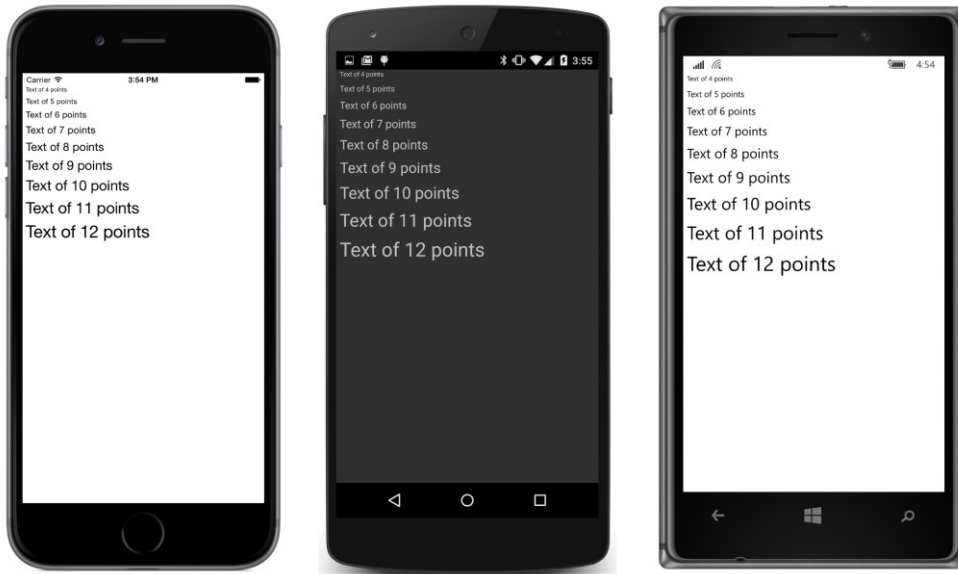 Carrier 3:54 PM
Text of 4 points
Text of 5 points
Text of 6 points
Text of 7 points
Text of 8 points
Text of 9 points
Text of 10 points
Text of 11 points
Text of 12 points
3:55
Text of 4 points
Text of 5 points
Text of 6 points
Text of 7 points
Text of 8 points
Text of 9 points
Text of 10 points
Text of 11 points
Text of 12 points
4:54
Text of 4 points
Text of 5 points
Text of 6 points
Text of 7 points
Text of 8 points
Text of 9 points
Text of 10 points
Text of 11 points
Text of 12 points